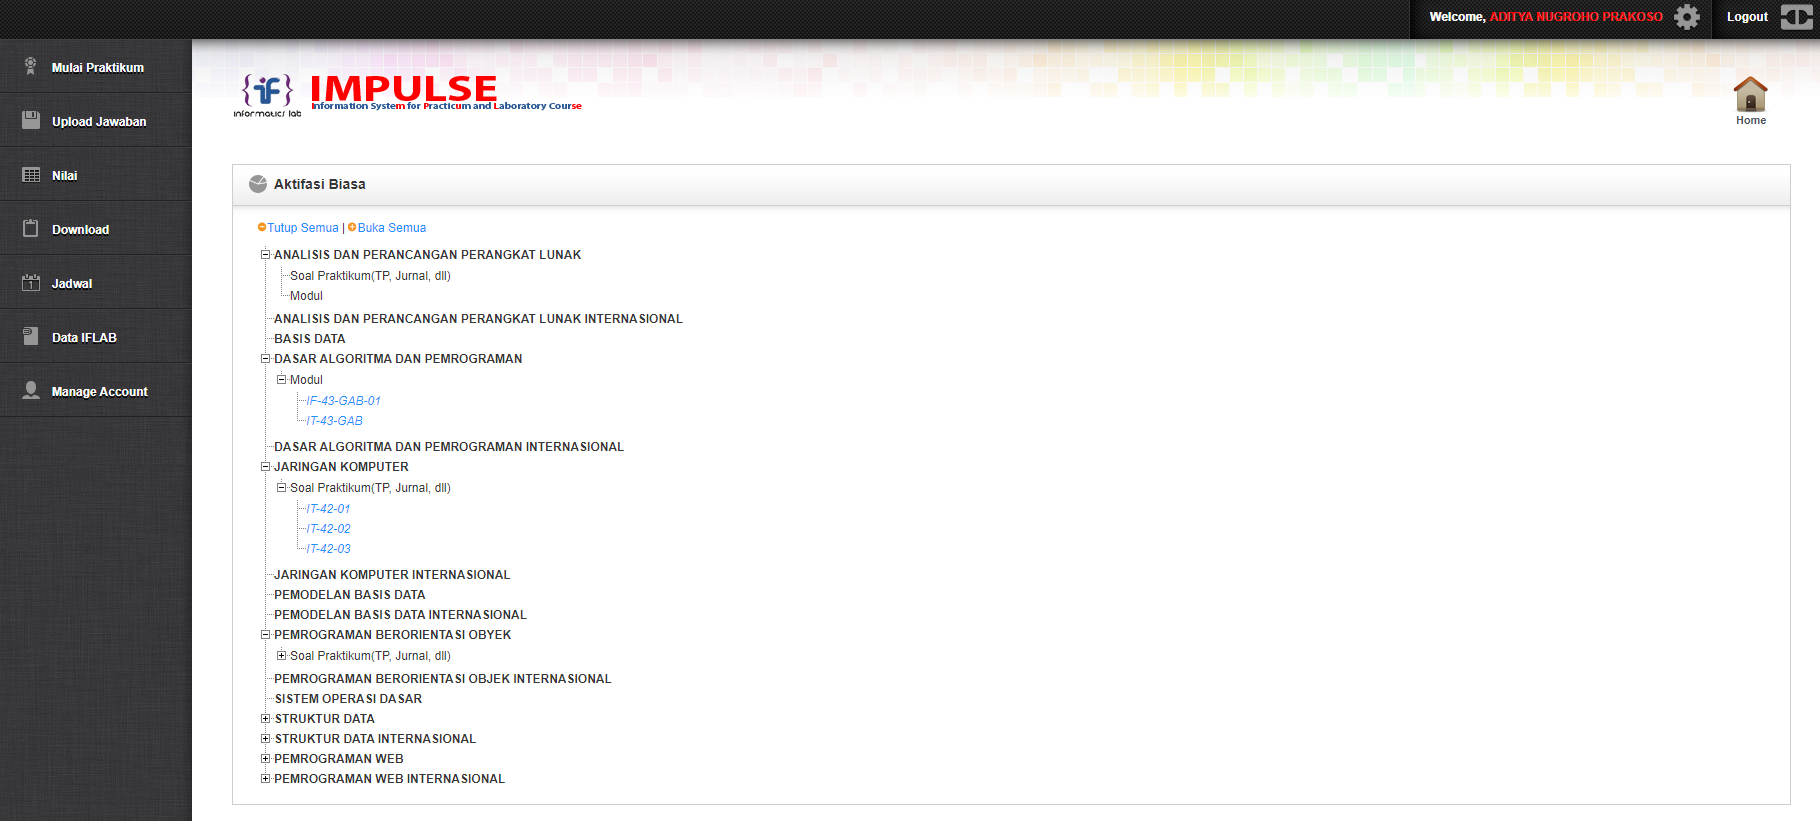 Welcome, ADITYA NUGROHO PRAKOSO
Logout
Mulai Praktikum
Upload Jawaban
Nilai
Download
Jadwal
Data IFLAB
Manage Account
{iF}
informatics lab
IMPULSE
Information System for Practicum and Laboratory Course
Home
Aktifasi Biasa
Tutup Semua | Buka Semua
ANALISIS DAN PERANCANGAN PERANGKAT LUNAK
Soal Praktikum(TP, Jurnal, dll)
Modul
ANALISIS DAN PERANCANGAN PERANGKAT LUNAK INTERNASIONAL
BASIS DATA
DASAR ALGORITMA DAN PEMROGRAMAN
Modul
IF-43-GAB-01
IT-43-GAB
DASAR ALGORITMA DAN PEMROGRAMAN INTERNASIONAL
JARINGAN KOMPUTER
Soal Praktikum(TP, Jurnal, dll)
IT-42-01
IT-42-02
IT-42-03
JARINGAN KOMPUTER INTERNASIONAL
PEMODELAN BASIS DATA
PEMODELAN BASIS DATA INTERNASIONAL
PEMROGRAMAN BERORIENTASI OBYEK
Soal Praktikum(TP, Jurnal, dll)
PEMROGRAMAN BERORIENTASI OBJEK INTERNASIONAL
SISTEM OPERASI DASAR
STRUKTUR DATA
STRUKTUR DATA INTERNASIONAL
PEMROGRAMAN WEB
PEMROGRAMAN WEB INTERNASIONAL